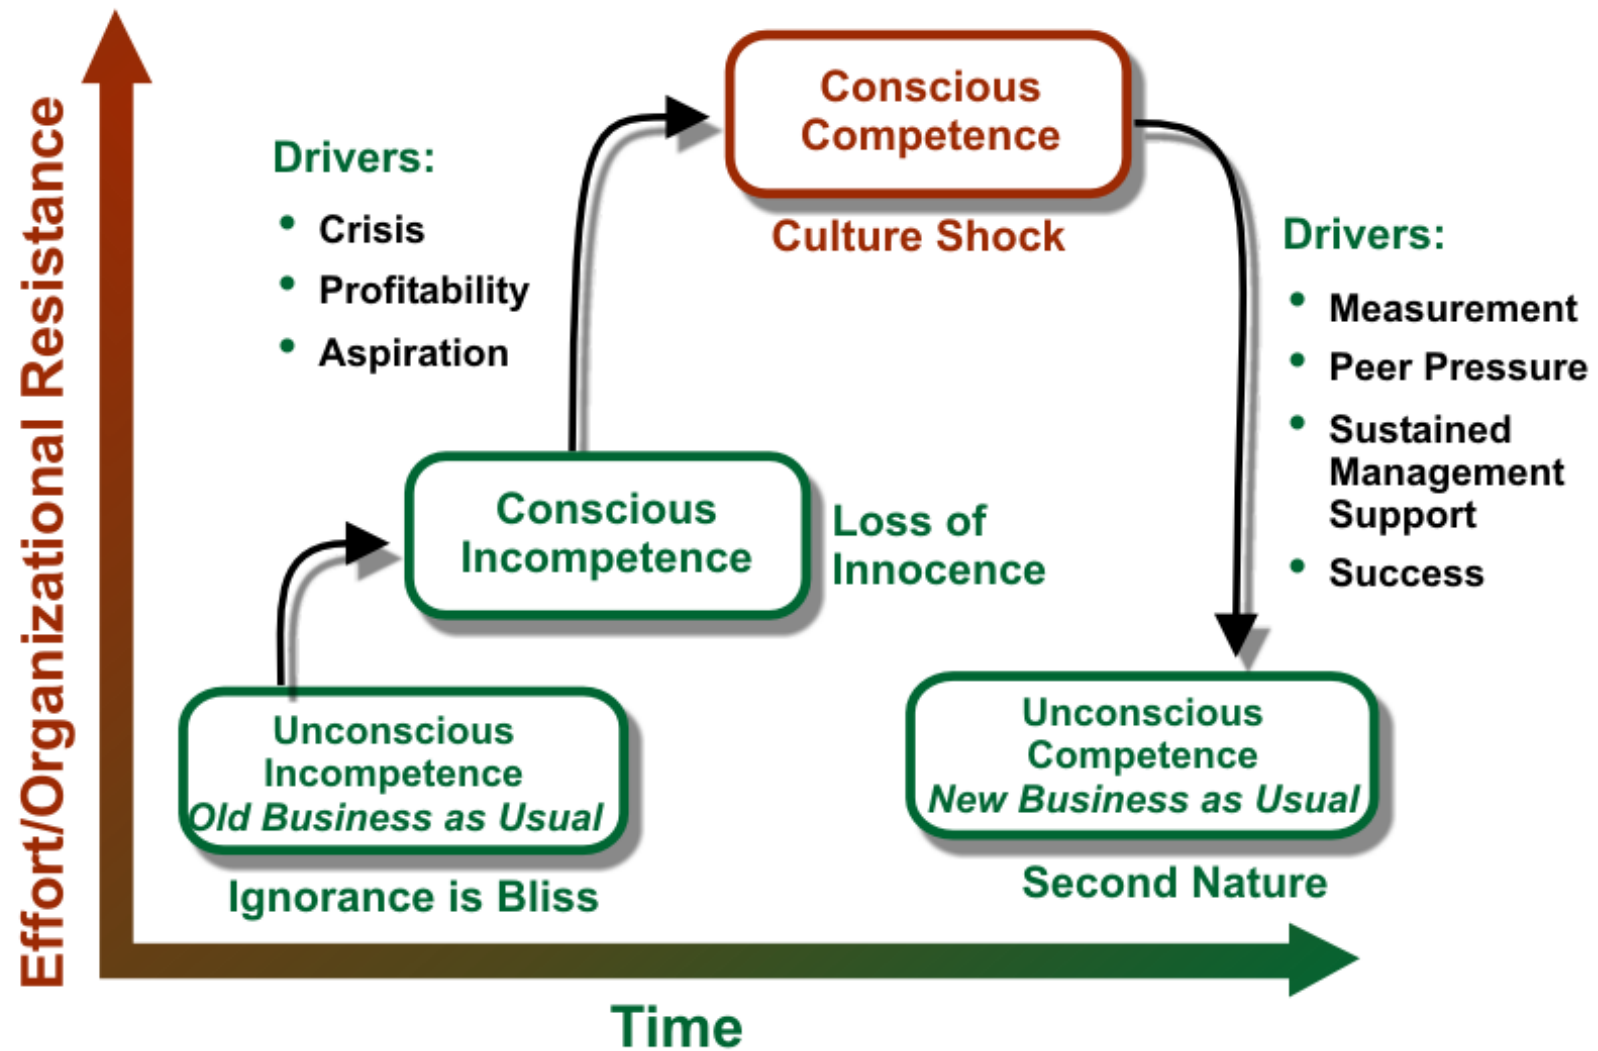 Effort/Organizational Resistance
Drivers:
• Crisis
• Profitability
• Aspiration
Conscious
Competence
Culture Shock
Drivers:
• Measurement
• Peer Pressure
• Sustained
Management
Support
• Success
Conscious
Incompetence
Loss of
Innocence
Unconscious
Incompetence
Old Business as Usual
Ignorance is Bliss
Unconscious
Competence
New Business as Usual
Second Nature
Time